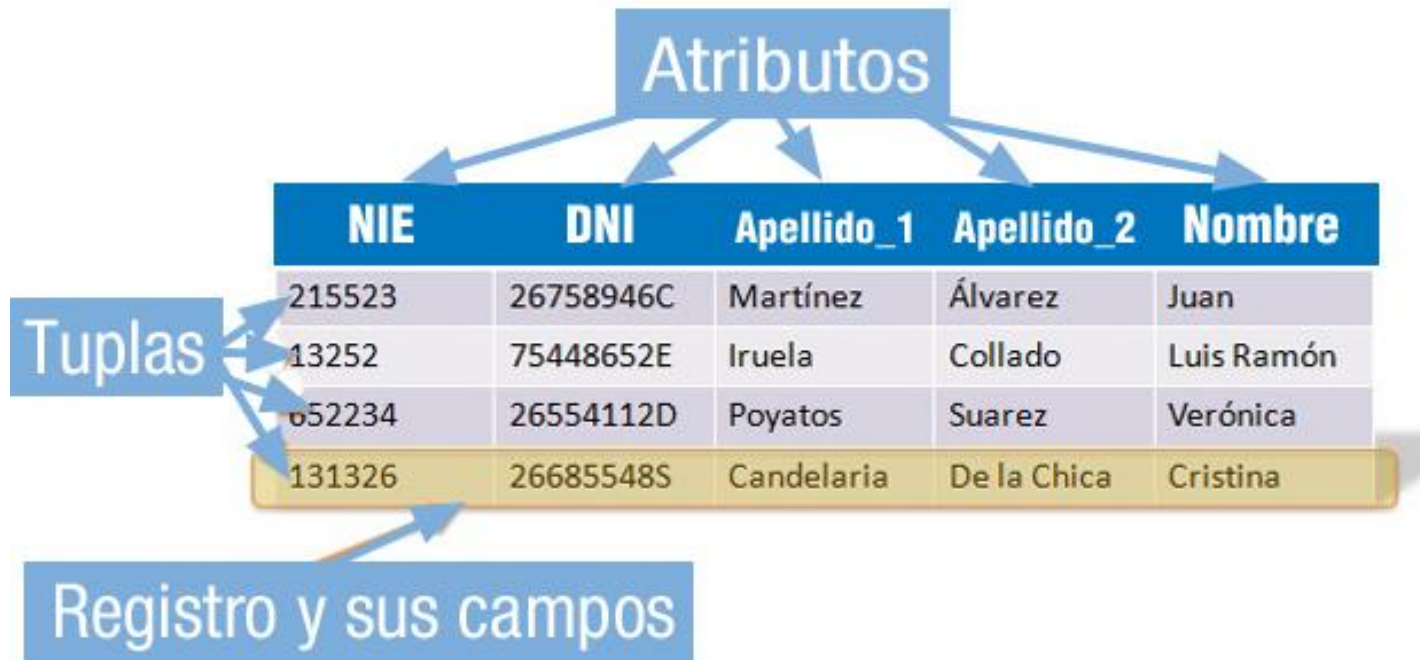 Atributos
NIE DNI Apellido_1 Apellido_2 Nombre
215523 26758946C Martínez Álvarez Juan
Tuplas
13252 75448652E Iruela Collado Luis Ramón
652234 26554112D Poyatos Suarez Verónica
131326 26685548S Candelaria De la Chica Cristina
Registro y sus campos